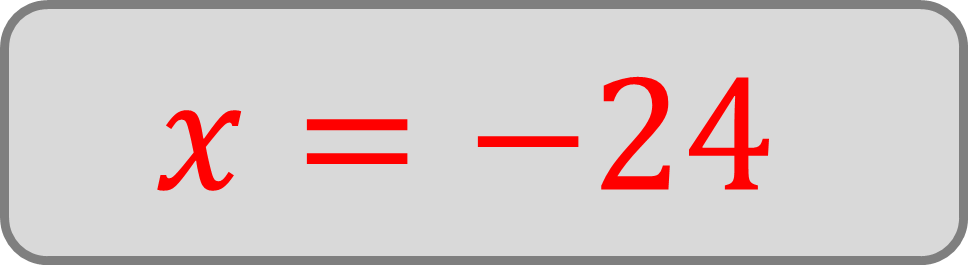 x = −24